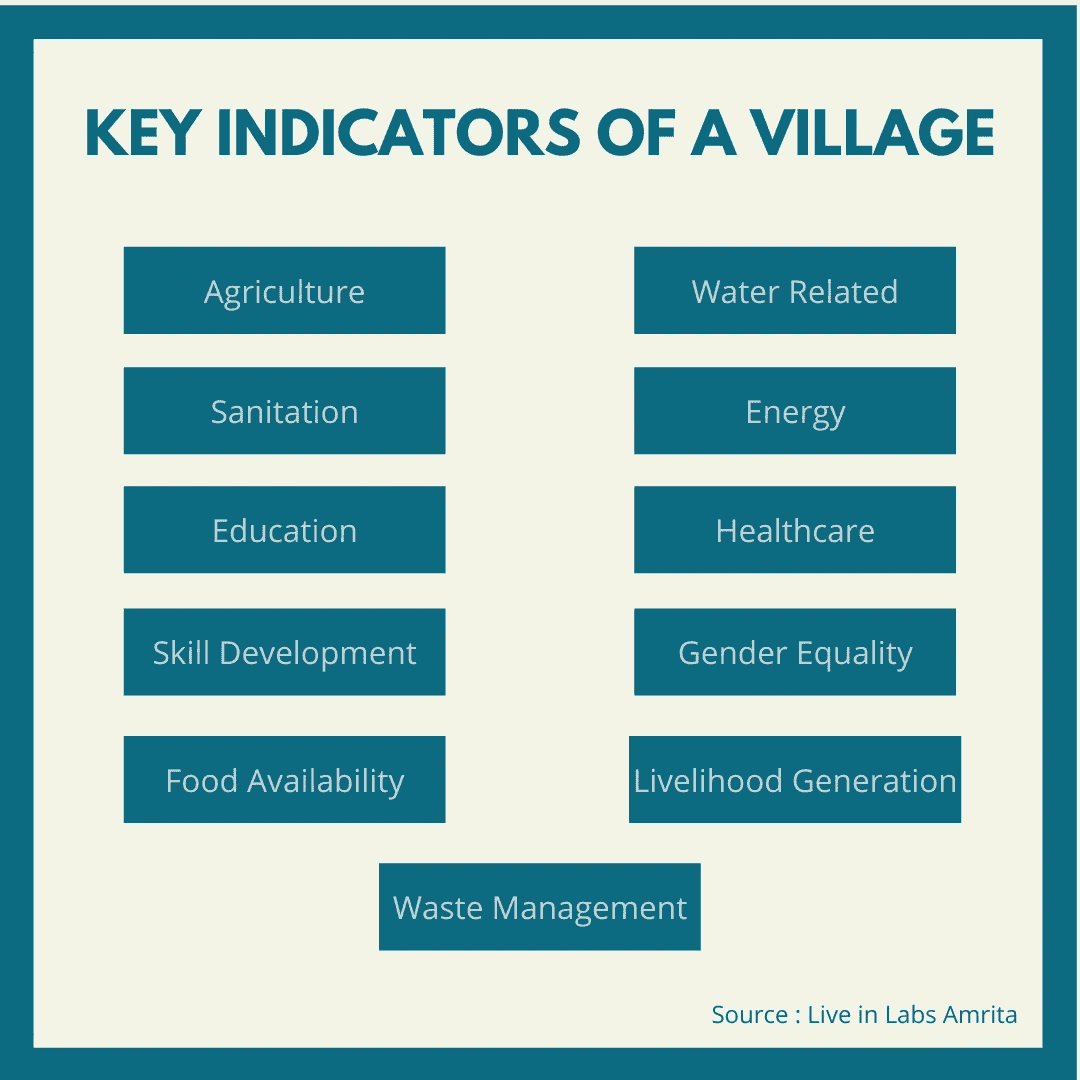 KEY INDICATORS OF A VILLAGE
Agriculture
Water Related
Sanitation
Energy
Education
Healthcare
Skill Development
Gender Equality
Food Availability
Livelihood Generation
Waste Management
Source : Live in Labs Amrita